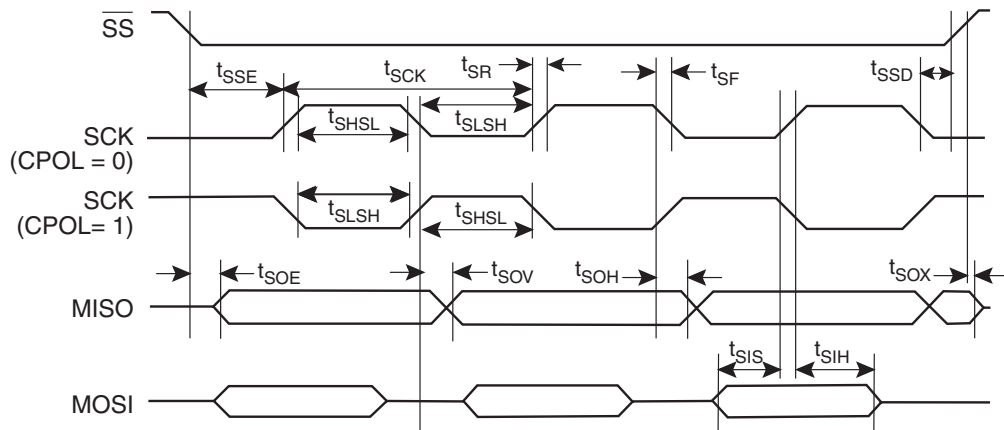 SS
tSSE
tSCK
tSR
tSF
tSSD
SCK
(CPOL = 0)
tSHSL
tSLSH
SCK
(CPOL= 1)
tSLSH
tSHSL
tSOE
tSOV
tSOH
tSOX
MISO
tSIS
tSIH
MOSI